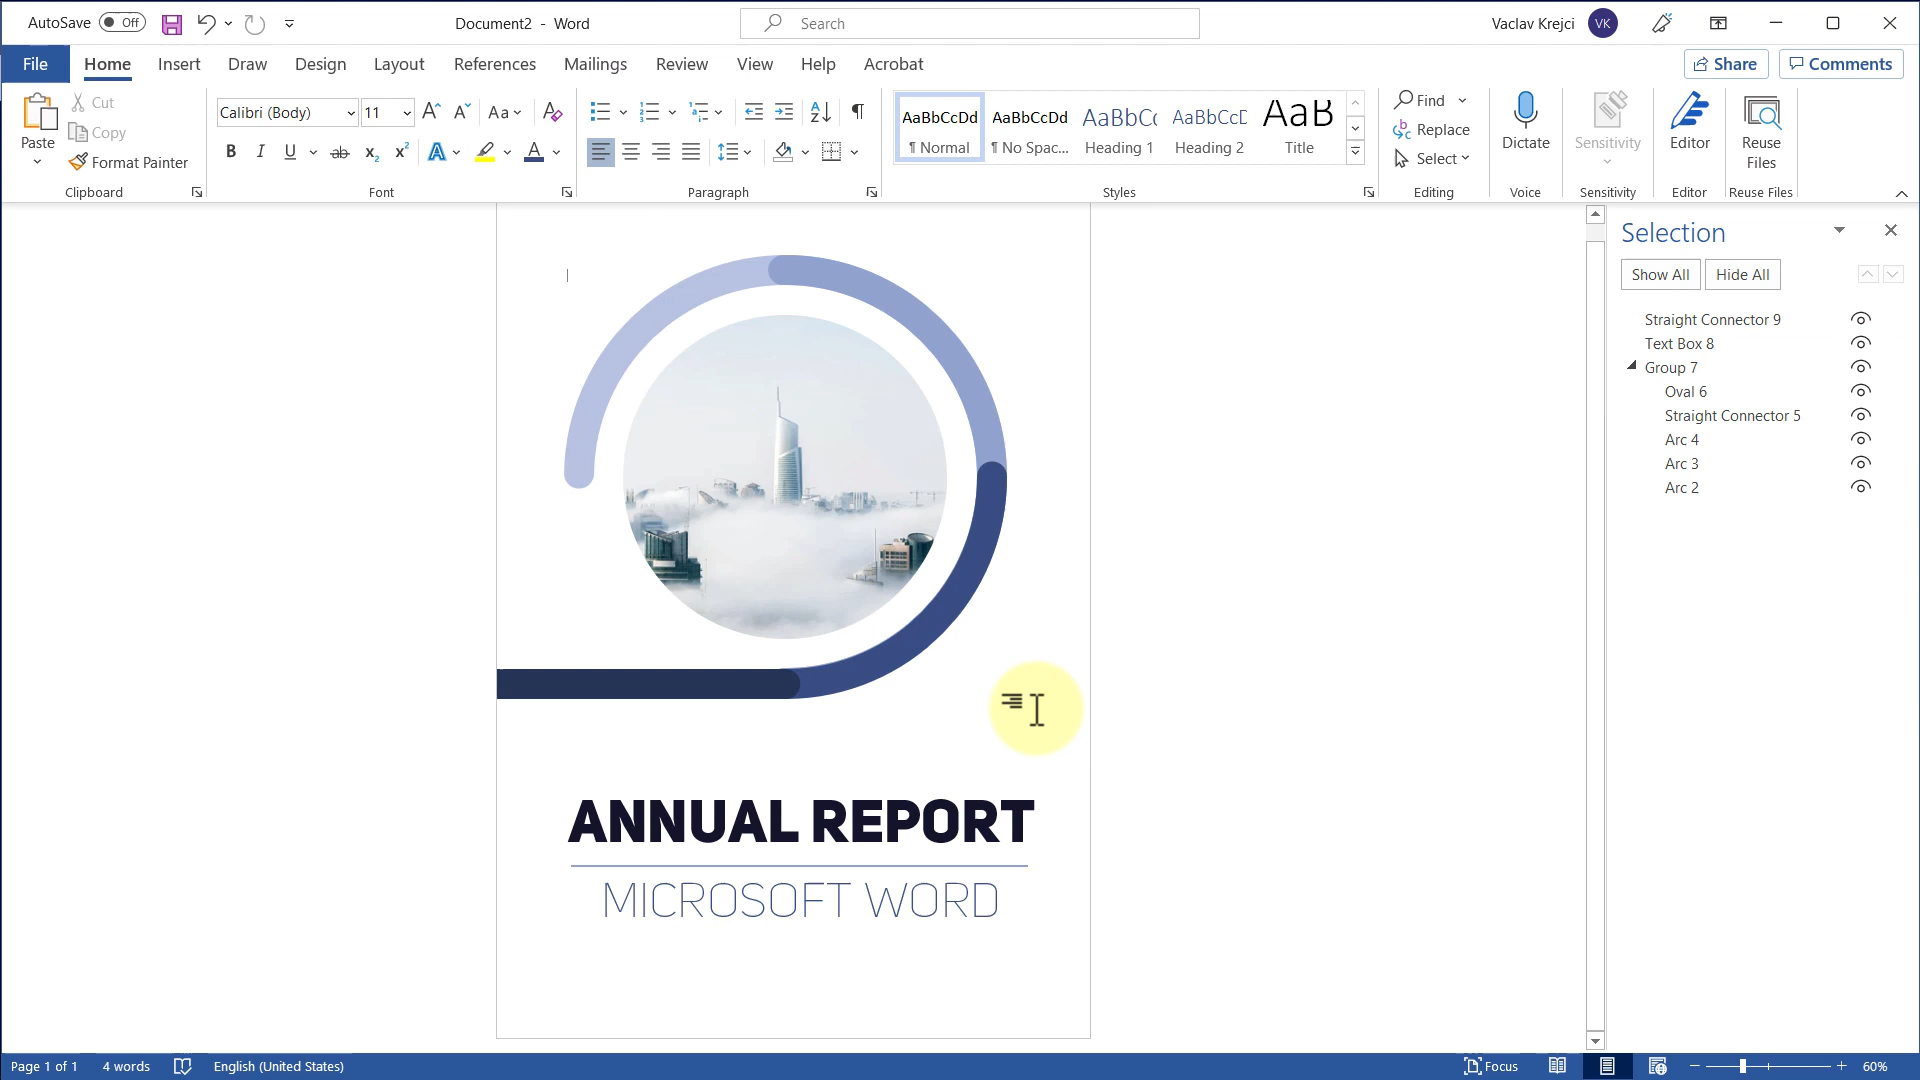 AutoSave Off
Document2 - Word
Search
Vaclav Krejci VK
File Home Insert Draw Design Layout References Mailings Review View Help Acrobat
Share Comments
Paste
Cut
Copy
Format Painter
Clipboard
Calibri (Body) 11
Font
Paragraph
AaBbCcDd AaBbCcDd AaBbCc AaBbCcE AaB
¶ Normal ¶ No Spac... Heading 1 Heading 2 Title
Styles
Find
Replace
Select
Editing
Dictate
Voice
Sensitivity
Sensitivity
Editor
Editor
Reuse Files
Reuse Files
Selection
Show All Hide All
Straight Connector 9
Text Box 8
Group 7
Oval 6
Straight Connector 5
Arc 4
Arc 3
Arc 2
ANNUAL REPORT
MICROSOFT WORD
Page 1 of 1 4 words English (United States)
Focus 60%